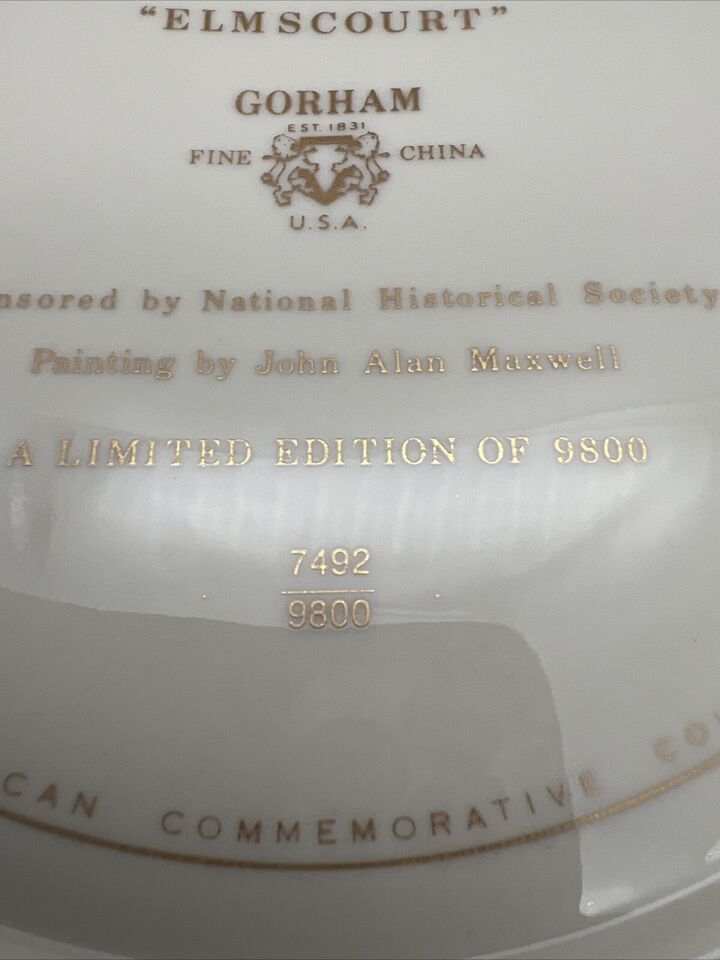 "ELMSCOURT"
GORHAM
EST. 1831
FINE CHINA
U.S.A.
nsored by National Historical Society
Painting by John Alan Maxwell
A LIMITED EDITION OF 9800
7492
9800
CAN COMMEMORATIVE CO